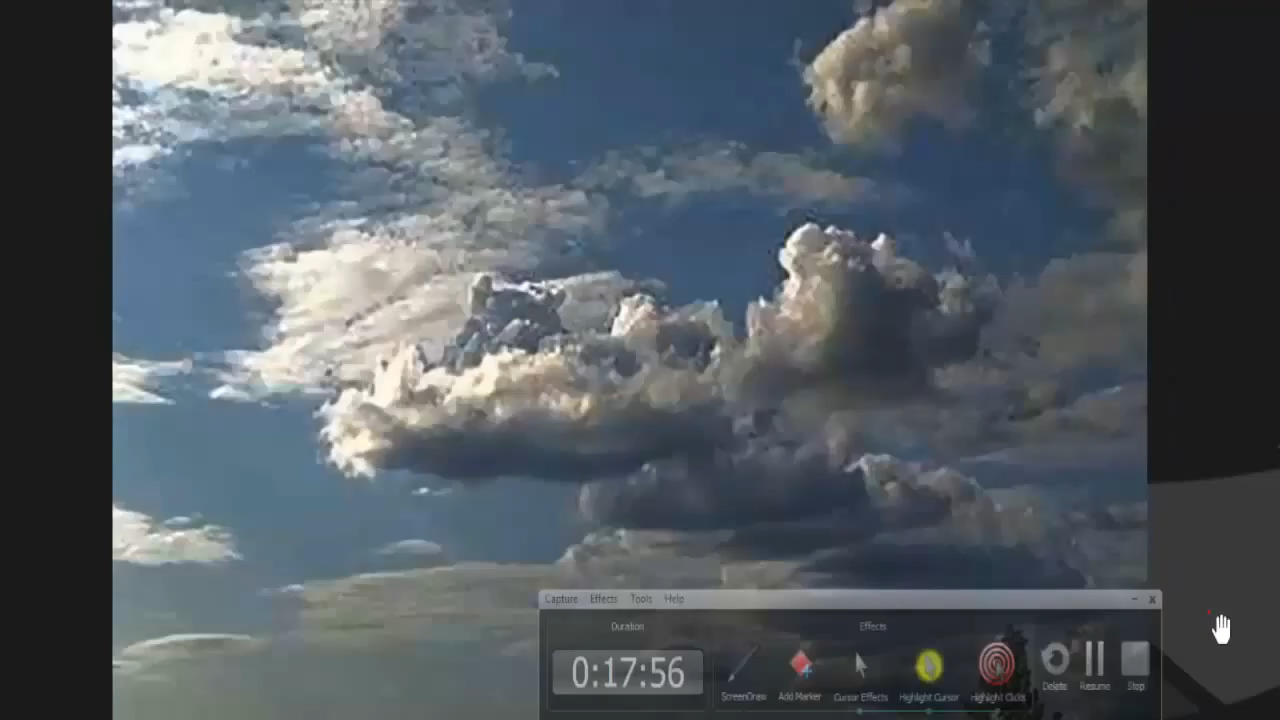 Capture Effects Tools Help
Duration
Effects
0:17:56
ScreenDraw Add Marker Cursor Effects Highlight Cursor Highlight Clicks Delete Resume Stop